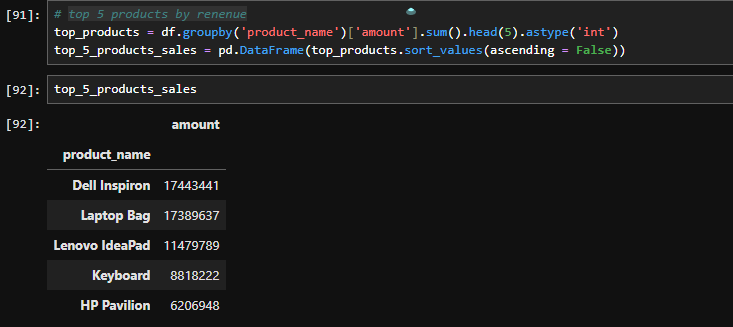 [91]: # top 5 products by renenue
top_products = df.groupby('product_name')['amount'].sum().head(5).astype('int')
top_5_products_sales = pd.DataFrame(top_products.sort_values(ascending = False))
[92]: top_5_products_sales
[92]: amount
product_name
Dell Inspiron 17443441
Laptop Bag 17389637
Lenovo IdeaPad 11479789
Keyboard 8818222
HP Pavilion 6206948